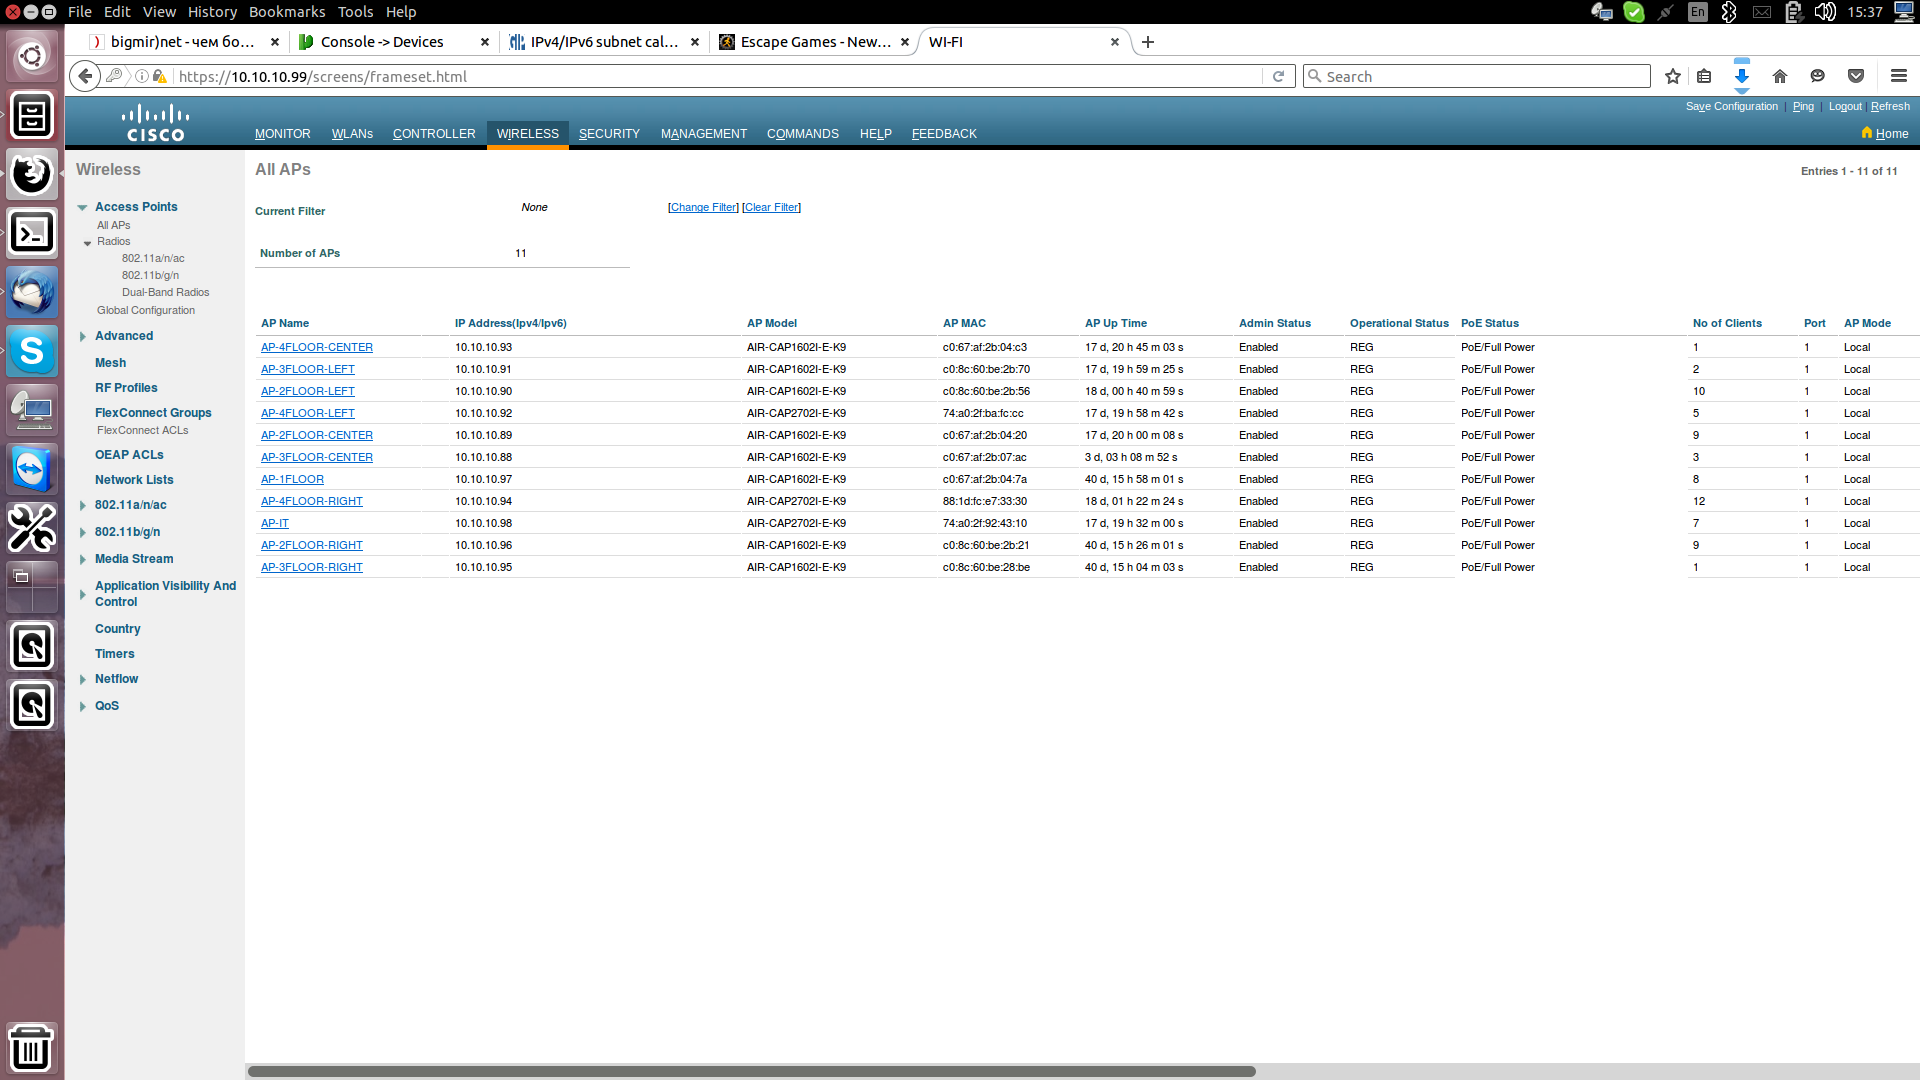 File Edit View History Bookmarks Tools Help
En 15:37
bigmir)net - чем бо...
Console -> Devices
IPv4/IPv6 subnet cal...
Escape Games - New...
WI-FI
https://10.10.10.99/screens/frameset.html
Search
Save Configuration | Ping | Logout | Refresh
CISCO
MONITOR WLANs CONTROLLER WIRELESS SECURITY MANAGEMENT COMMANDS HELP FEEDBACK
Home
Wireless
Access Points
All APs
Radios
802.11a/n/ac
802.11b/g/n
Dual-Band Radios
Global Configuration
Advanced
Mesh
RF Profiles
FlexConnect Groups
FlexConnect ACLs
OEAP ACLs
Network Lists
802.11a/n/ac
802.11b/g/n
Media Stream
Application Visibility And
Control
Country
Timers
Netflow
QoS
All APs
Entries 1 - 11 of 11
Current Filter None [Change Filter] [Clear Filter]
Number of APs 11
AP Name IP Address(Ipv4/Ipv6) AP Model AP MAC AP Up Time Admin Status Operational Status PoE Status No of Clients Port AP Mode
AP-4FLOOR-CENTER 10.10.10.93 AIR-CAP1602I-E-K9 c0:67:af:2b:04:c3 17 d, 20 h 45 m 03 s Enabled REG PoE/Full Power 1 1 Local
AP-3FLOOR-LEFT 10.10.10.91 AIR-CAP1602I-E-K9 c0:8c:60:be:2b:70 17 d, 19 h 59 m 25 s Enabled REG PoE/Full Power 2 1 Local
AP-2FLOOR-LEFT 10.10.10.90 AIR-CAP1602I-E-K9 c0:8c:60:be:2b:56 18 d, 00 h 40 m 59 s Enabled REG PoE/Full Power 10 1 Local
AP-4FLOOR-LEFT 10.10.10.92 AIR-CAP2702I-E-K9 74:a0:2f:ba:fc:cc 17 d, 19 h 58 m 42 s Enabled REG PoE/Full Power 5 1 Local
AP-2FLOOR-CENTER 10.10.10.89 AIR-CAP1602I-E-K9 c0:67:af:2b:04:20 17 d, 20 h 00 m 08 s Enabled REG PoE/Full Power 9 1 Local
AP-3FLOOR-CENTER 10.10.10.88 AIR-CAP1602I-E-K9 c0:67:af:2b:07:ac 3 d, 03 h 08 m 52 s Enabled REG PoE/Full Power 3 1 Local
AP-1FLOOR 10.10.10.97 AIR-CAP1602I-E-K9 c0:67:af:2b:04:7a 40 d, 15 h 58 m 01 s Enabled REG PoE/Full Power 8 1 Local
AP-4FLOOR-RIGHT 10.10.10.94 AIR-CAP2702I-E-K9 88:1d:fc:e7:33:30 18 d, 01 h 22 m 24 s Enabled REG PoE/Full Power 12 1 Local
AP-IT 10.10.10.98 AIR-CAP2702I-E-K9 74:a0:2f:92:43:10 17 d, 19 h 32 m 00 s Enabled REG PoE/Full Power 7 1 Local
AP-2FLOOR-RIGHT 10.10.10.96 AIR-CAP1602I-E-K9 c0:8c:60:be:2b:21 40 d, 15 h 26 m 01 s Enabled REG PoE/Full Power 9 1 Local
AP-3FLOOR-RIGHT 10.10.10.95 AIR-CAP1602I-E-K9 c0:8c:60:be:28:be 40 d, 15 h 04 m 03 s Enabled REG PoE/Full Power 1 1 Local